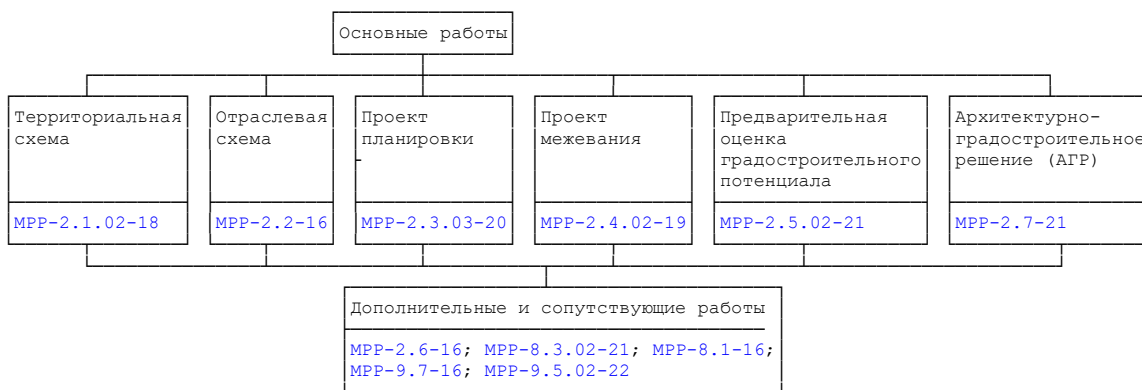 Основные работы
Территориальная
схема
МРР-2.1.02-18
Отраслевая
схема
МРР-2.2-16
Проект
планировки
-
МРР-2.3.03-20
Проект
межевания
МРР-2.4.02-19
Предварительная
оценка
градостроительного
потенциала
МРР-2.5.02-21
Архитектурно-
градостроительное
решение (АГР)
МРР-2.7-21
Дополнительные и сопутствующие работы
МРР-2.6-16; МРР-8.3.02-21; МРР-8.1-16;
МРР-9.7-16; МРР-9.5.02-22